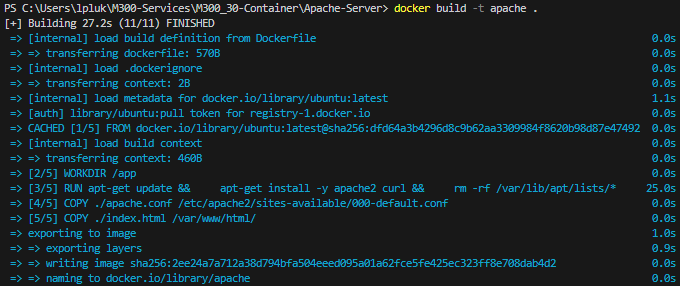 PS C:\Users\lpluk\M300-Services\M300_30-Container\Apache-Server> docker build -t apache .
[+] Building 27.2s (11/11) FINISHED
=> [internal] load build definition from Dockerfile 0.0s
=> => transferring dockerfile: 570B 0.0s
=> [internal] load .dockerignore 0.0s
=> => transferring context: 2B 0.0s
=> [internal] load metadata for docker.io/library/ubuntu:latest 1.1s
=> [auth] library/ubuntu:pull token for registry-1.docker.io 0.0s
=> CACHED [1/5] FROM docker.io/library/ubuntu:latest@sha256:dfd64a3b4296d8c9b62aa3309984f8620b98d87e47492 0.0s
=> [internal] load build context 0.0s
=> => transferring context: 460B 0.0s
=> [2/5] WORKDIR /app 0.0s
=> [3/5] RUN apt-get update &&     apt-get install -y apache2 curl &&     rm -rf /var/lib/apt/lists/* 25.0s
=> [4/5] COPY ./apache.conf /etc/apache2/sites-available/000-default.conf 0.0s
=> [5/5] COPY ./index.html /var/www/html/ 0.0s
=> exporting to image 1.0s
=> => exporting layers 0.9s
=> => writing image sha256:2ee24a7a712a38d794bfa504eeed095a01a62fce5fe425ec323ff8e708dab4d2 0.0s
=> => naming to docker.io/library/apache 0.0s